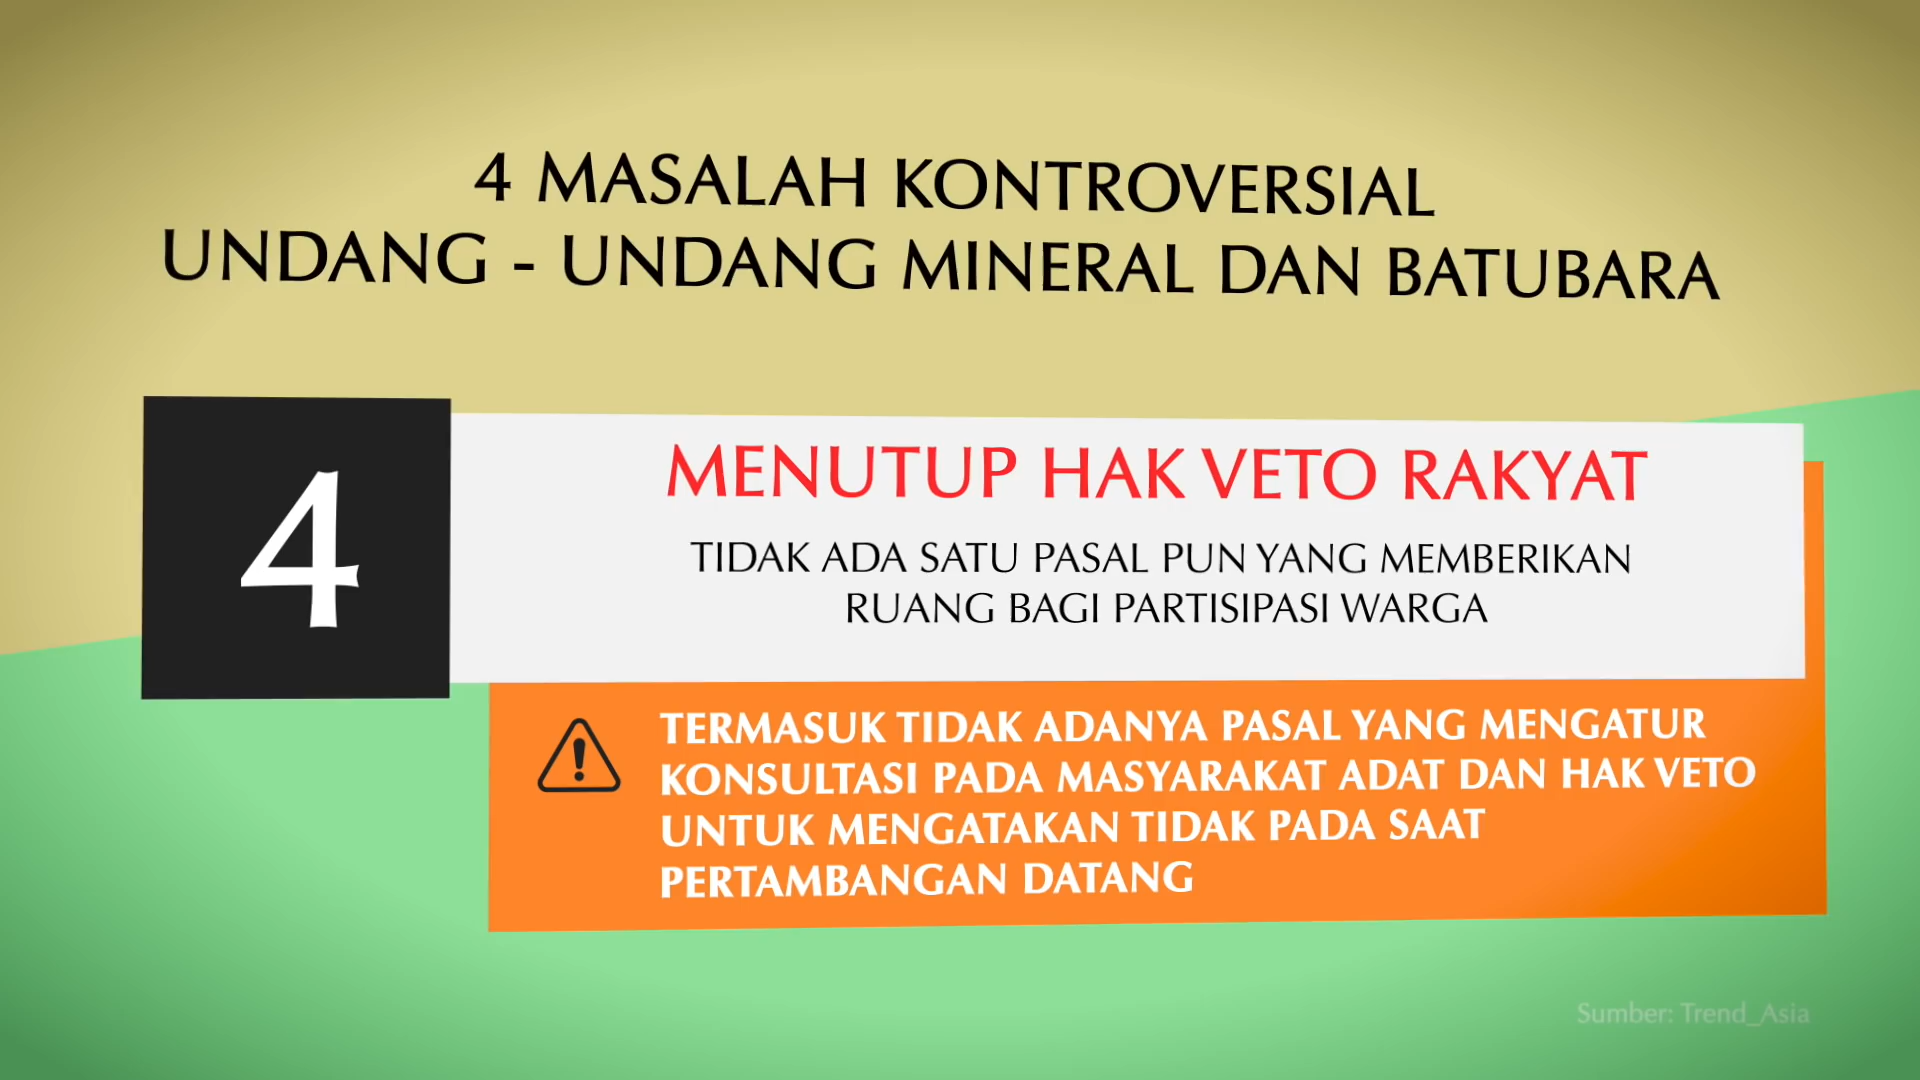 4 MASALAH KONTROVERSIAL
UNDANG - UNDANG MINERAL DAN BATUBARA
4
MENUTUP HAK VETO RAKYAT
TIDAK ADA SATU PASAL PUN YANG MEMBERIKAN
RUANG BAGI PARTISIPASI WARGA
TERMASUK TIDAK ADANYA PASAL YANG MENGATUR
KONSULTASI PADA MASYARAKAT ADAT DAN HAK VETO
UNTUK MENGATAKAN TIDAK PADA SAAT
PERTAMBANGAN DATANG
Sumber: Trend_Asia